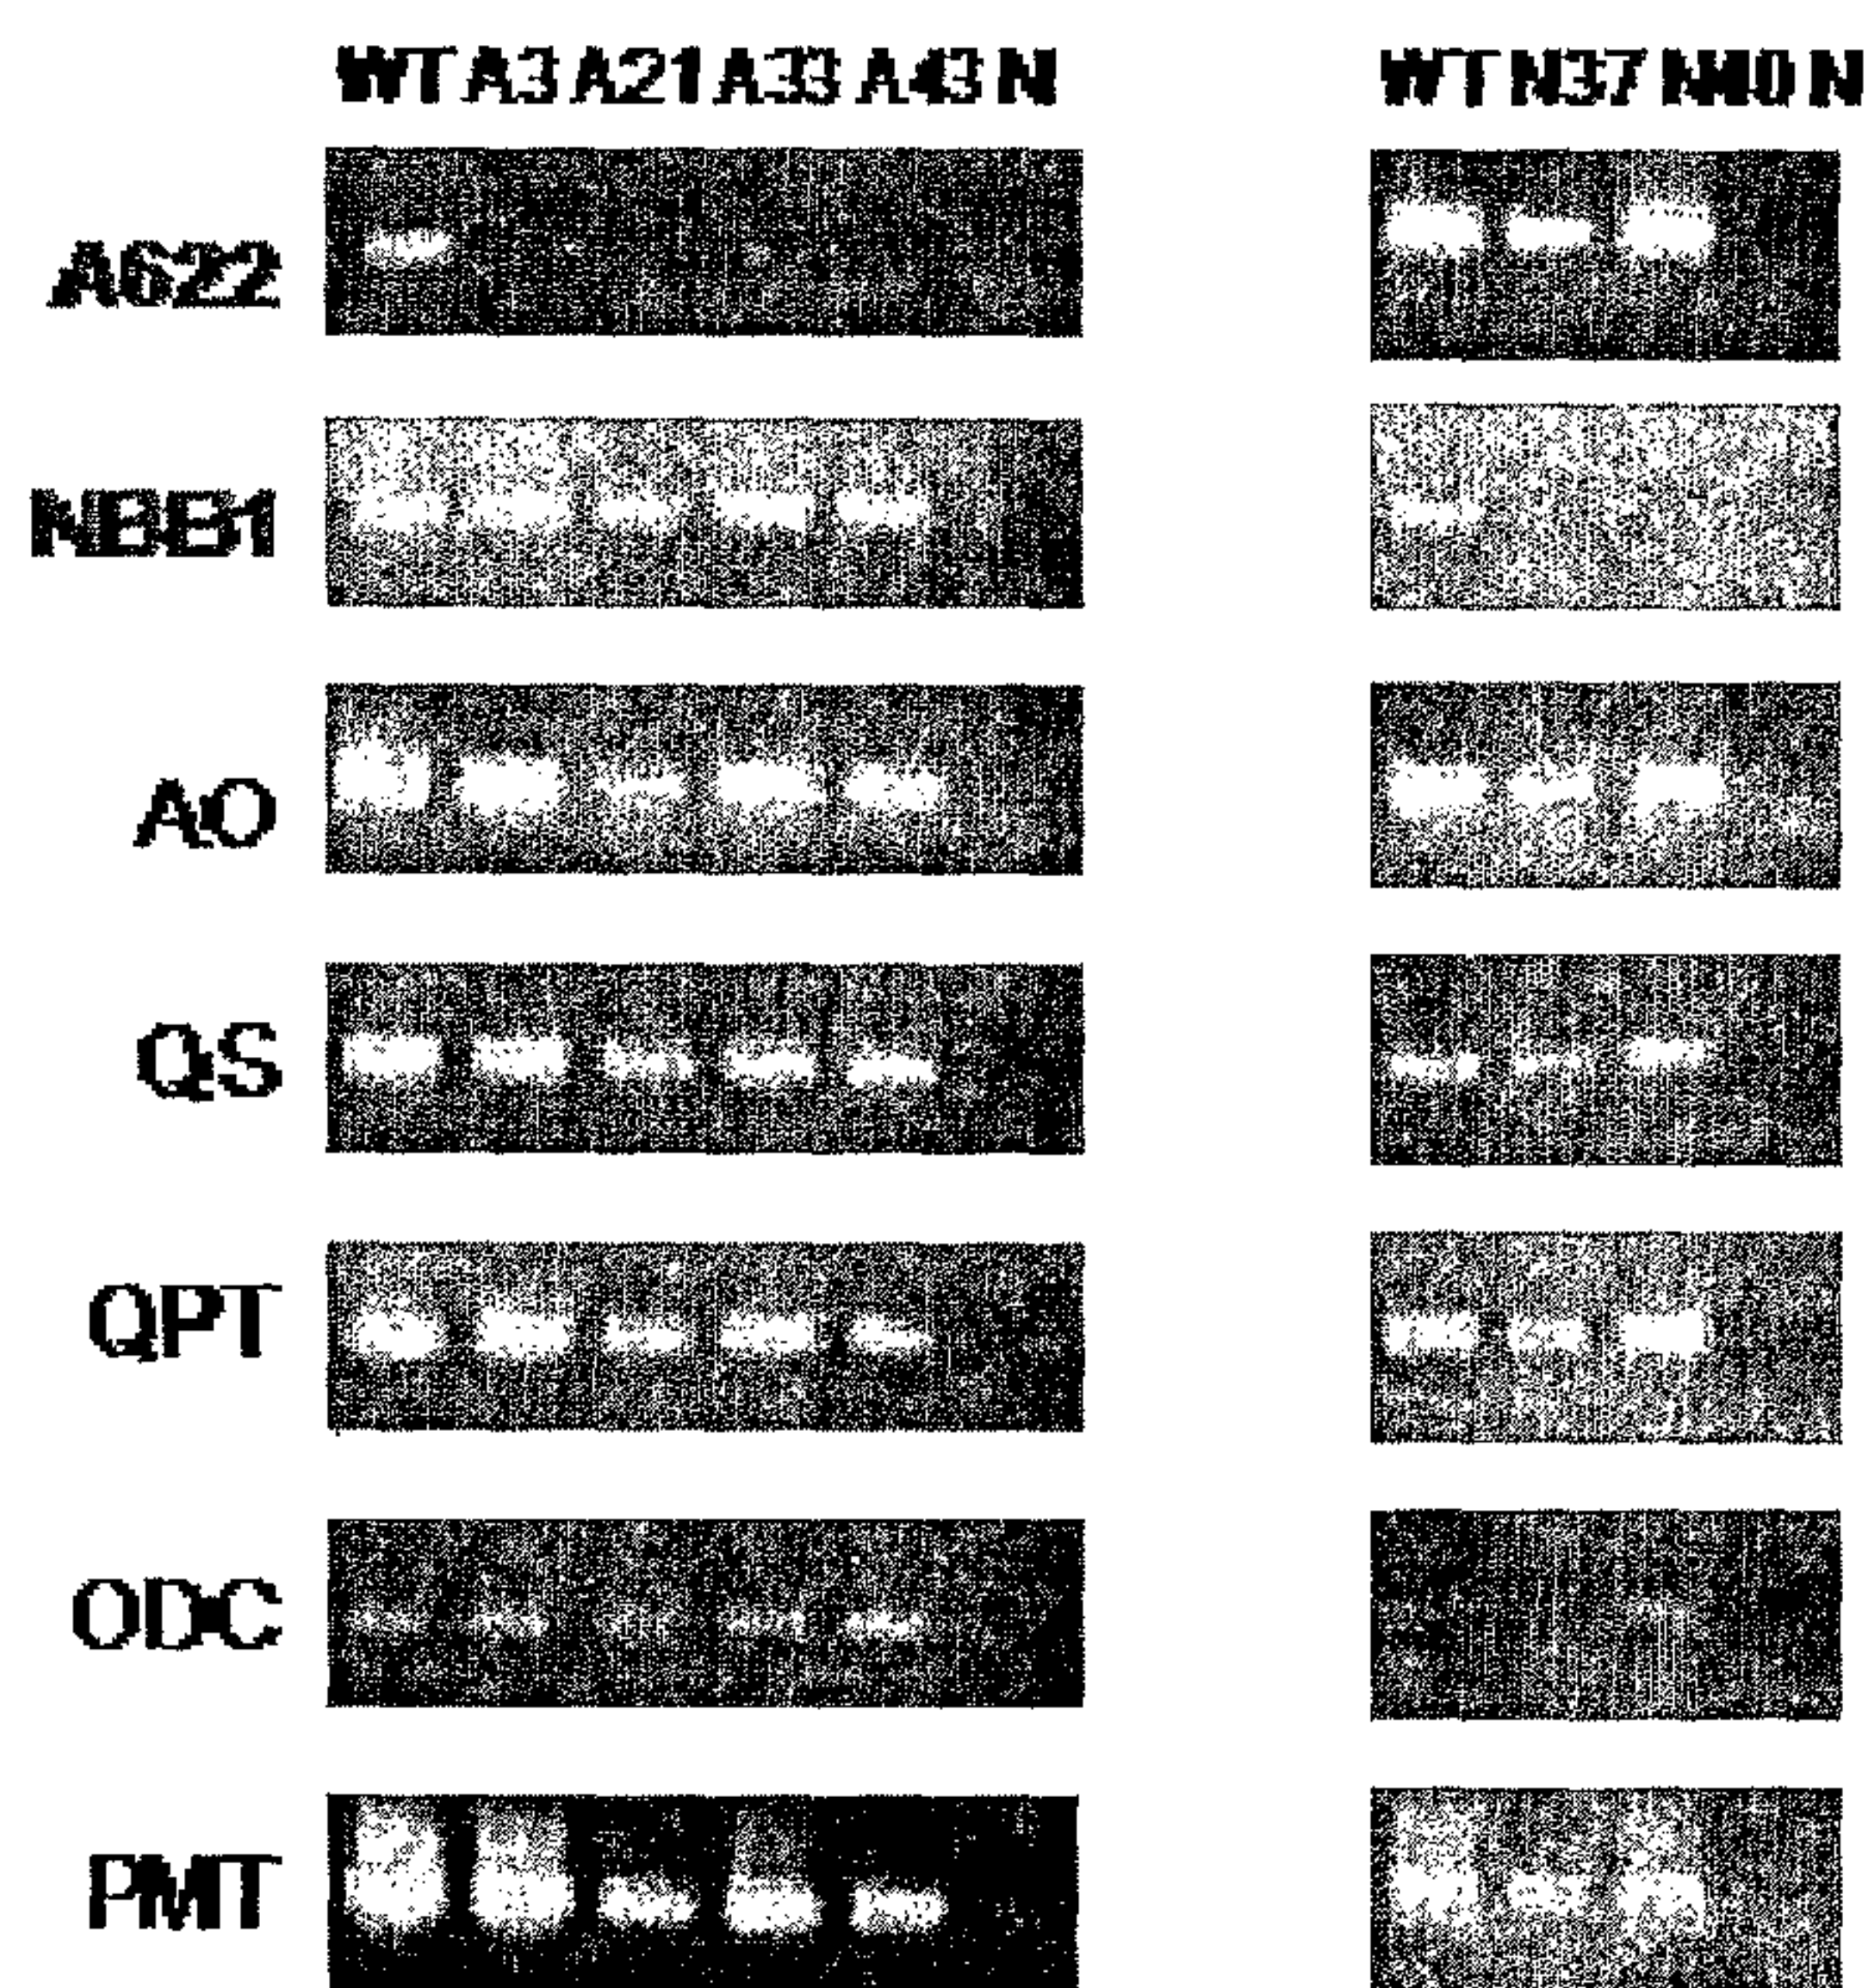 WT A3 A21 A33 A43 N WT N37 N40 N
A622
NBB1
AO
QS
QPT
ODC
PMT